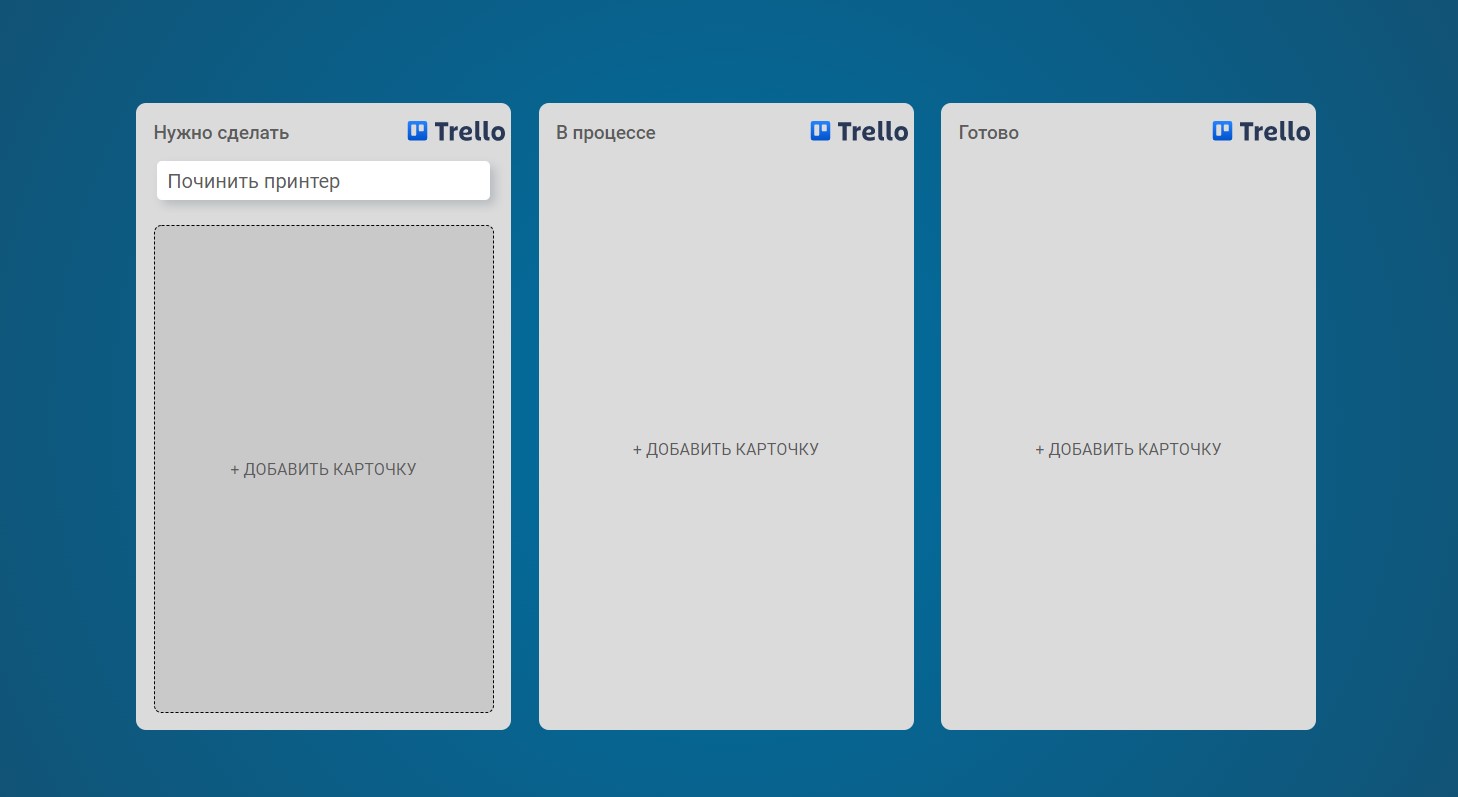 Нужно сделать
Trello
Починить принтер
+ ДОБАВИТЬ КАРТОЧКУ
В процессе
Trello
+ ДОБАВИТЬ КАРТОЧКУ
Готово
Trello
+ ДОБАВИТЬ КАРТОЧКУ